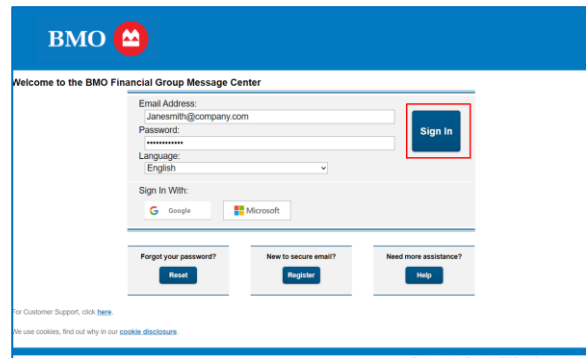 BMO
Welcome to the BMO Financial Group Message Center
Email Address:
Janesmith@company.com
Password:
••••••••••••
Sign In
Language:
English
Sign In With:
Google
Microsoft
Forgot your password?
Reset
New to secure email?
Register
Need more assistance?
Help
For Customer Support, click here.
We use cookies, find out why in our cookie disclosure.